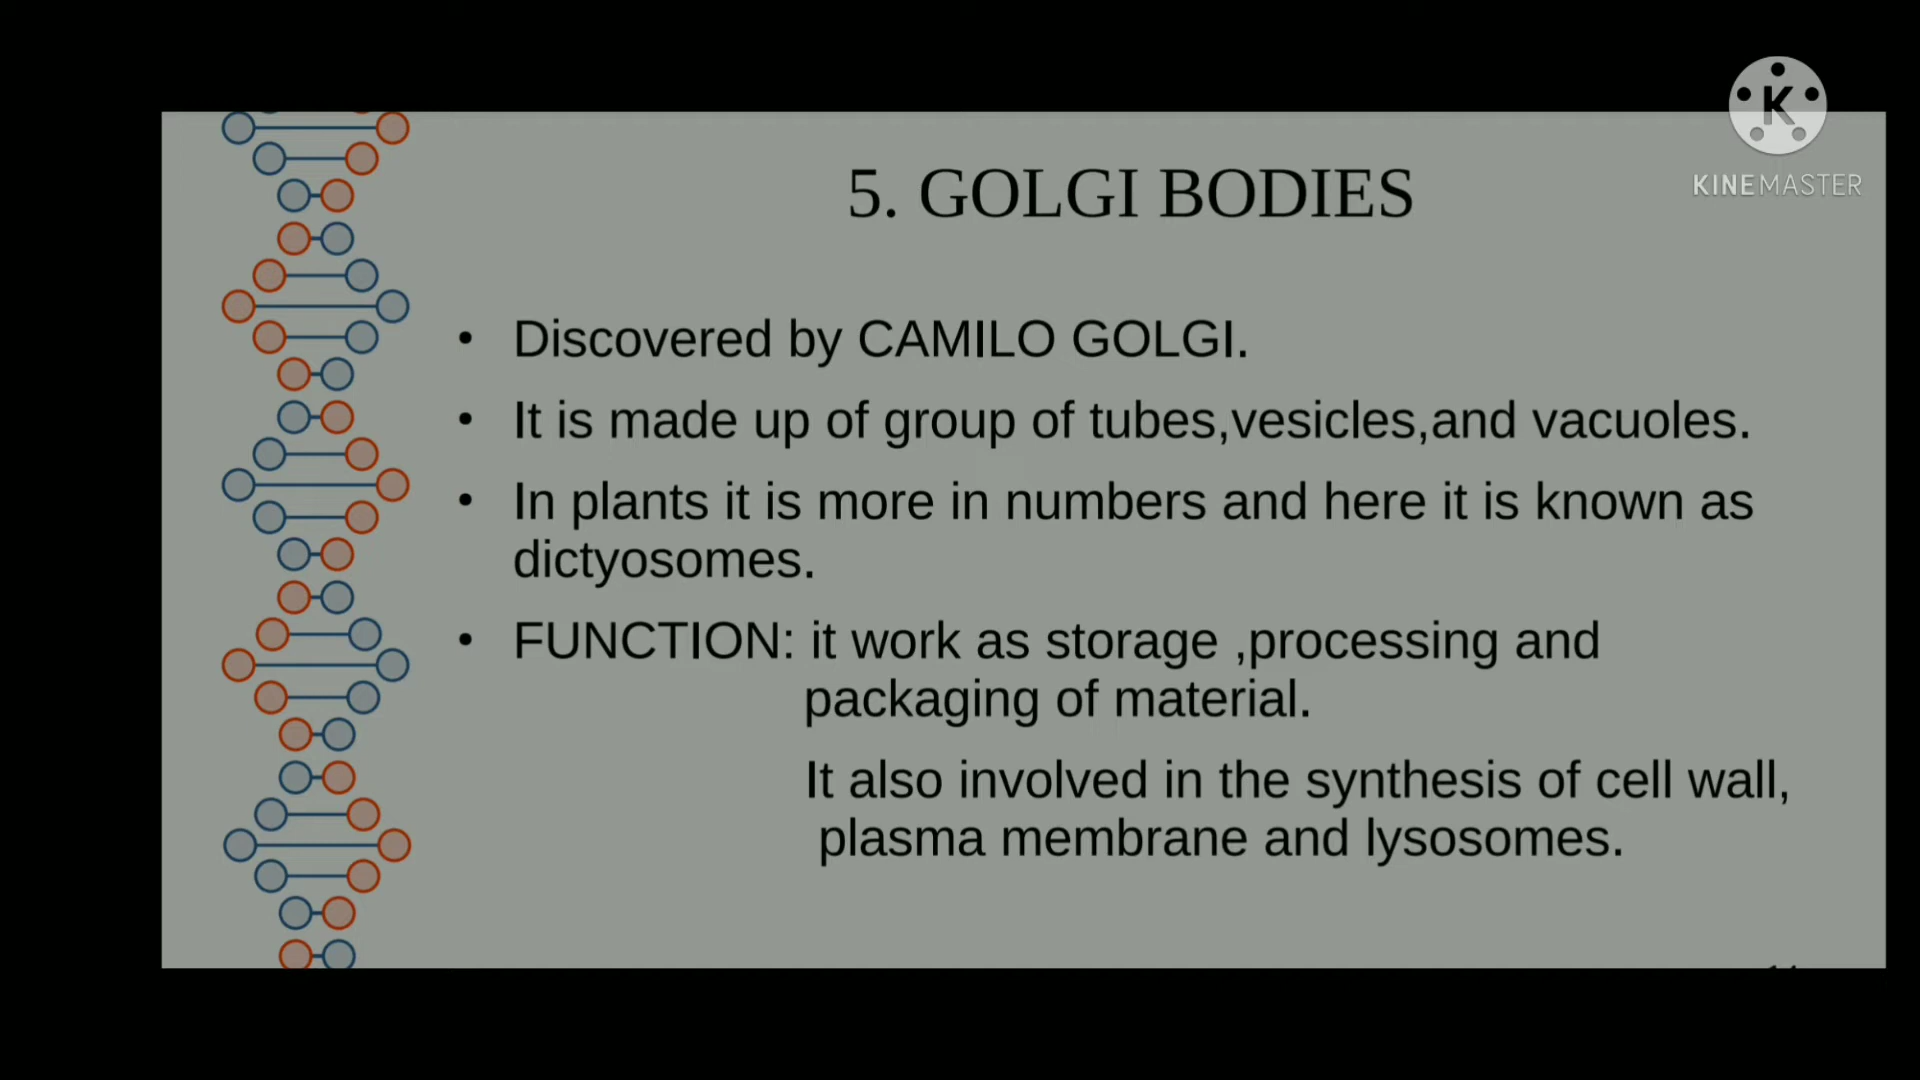 K
KINEMASTER
5. GOLGI BODIES
• Discovered by CAMILO GOLGI.
• It is made up of group of tubes,vesicles,and vacuoles.
• In plants it is more in numbers and here it is known as
dictyosomes.
• FUNCTION: it work as storage ,processing and
packaging of material.
It also involved in the synthesis of cell wall,
plasma membrane and lysosomes.